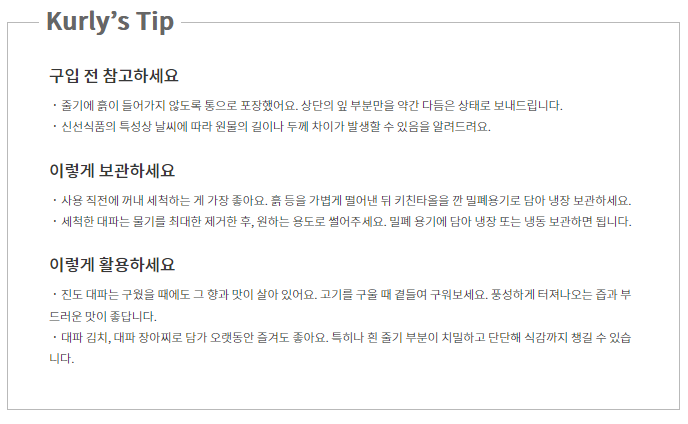 Kurly’s Tip
구입 전 참고하세요
· 줄기에 흙이 들어가지 않도록 통으로 포장했어요. 상단의 잎 부분만을 약간 다듬은 상태로 보내드립니다.
· 신선식품의 특성상 날씨에 따라 원물의 길이나 두께 차이가 발생할 수 있음을 알려드려요.
이렇게 보관하세요
· 사용 직전에 꺼내 세척하는 게 가장 좋아요. 흙 등을 가볍게 떨어낸 뒤 키친타올을 깐 밀폐용기로 담아 냉장 보관하세요.
· 세척한 대파는 물기를 최대한 제거한 후, 원하는 용도로 썰어주세요. 밀폐 용기에 담아 냉장 또는 냉동 보관하면 됩니다.
이렇게 활용하세요
· 진도 대파는 구웠을 때에도 그 향과 맛이 살아 있어요. 고기를 구울 때 곁들여 구워보세요. 풍성하게 터져나오는 즙과 부
드러운 맛이 좋답니다.
· 대파 김치, 대파 장아찌로 담가 오랫동안 즐겨도 좋아요. 특히나 흰 줄기 부분이 치밀하고 단단해 식감까지 챙길 수 있습
니다.